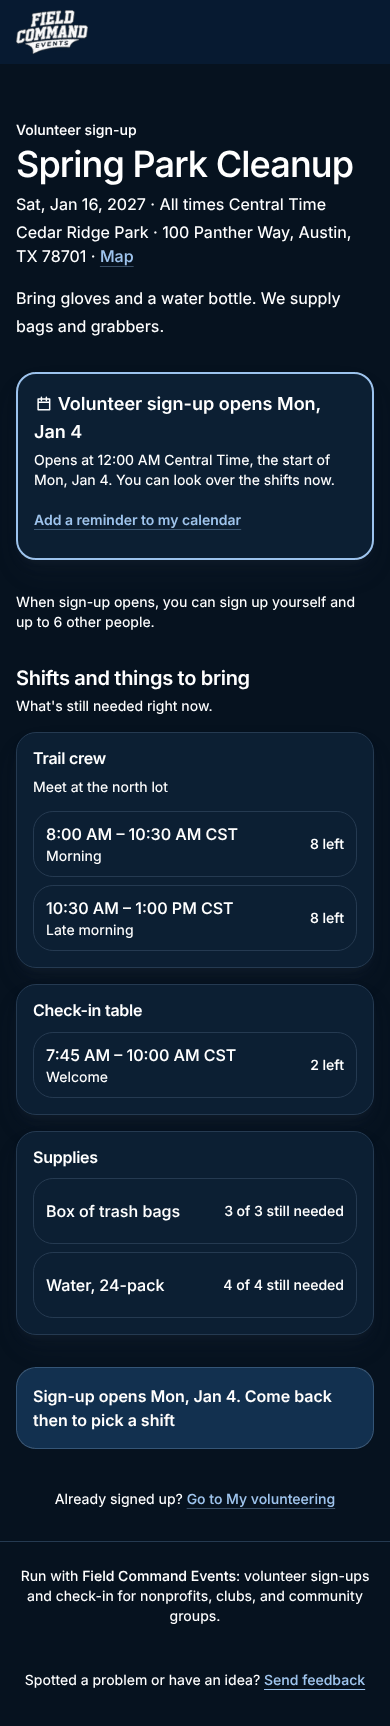 FIELD
COMMAND
EVENTS
Volunteer sign-up
Spring Park Cleanup
Sat, Jan 16, 2027 · All times Central Time
Cedar Ridge Park · 100 Panther Way, Austin,
TX 78701 · Map
Bring gloves and a water bottle. We supply
bags and grabbers.
Volunteer sign-up opens Mon,
Jan 4
Opens at 12:00 AM Central Time, the start of
Mon, Jan 4. You can look over the shifts now.
Add a reminder to my calendar
When sign-up opens, you can sign up yourself and
up to 6 other people.
Shifts and things to bring
What's still needed right now.
Trail crew
Meet at the north lot
8:00 AM – 10:30 AM CST
Morning
8 left
10:30 AM – 1:00 PM CST
Late morning
8 left
Check-in table
7:45 AM – 10:00 AM CST
Welcome
2 left
Supplies
Box of trash bags 3 of 3 still needed
Water, 24-pack 4 of 4 still needed
Sign-up opens Mon, Jan 4. Come back
then to pick a shift
Already signed up? Go to My volunteering
Run with Field Command Events: volunteer sign-ups
and check-in for nonprofits, clubs, and community
groups.
Spotted a problem or have an idea? Send feedback